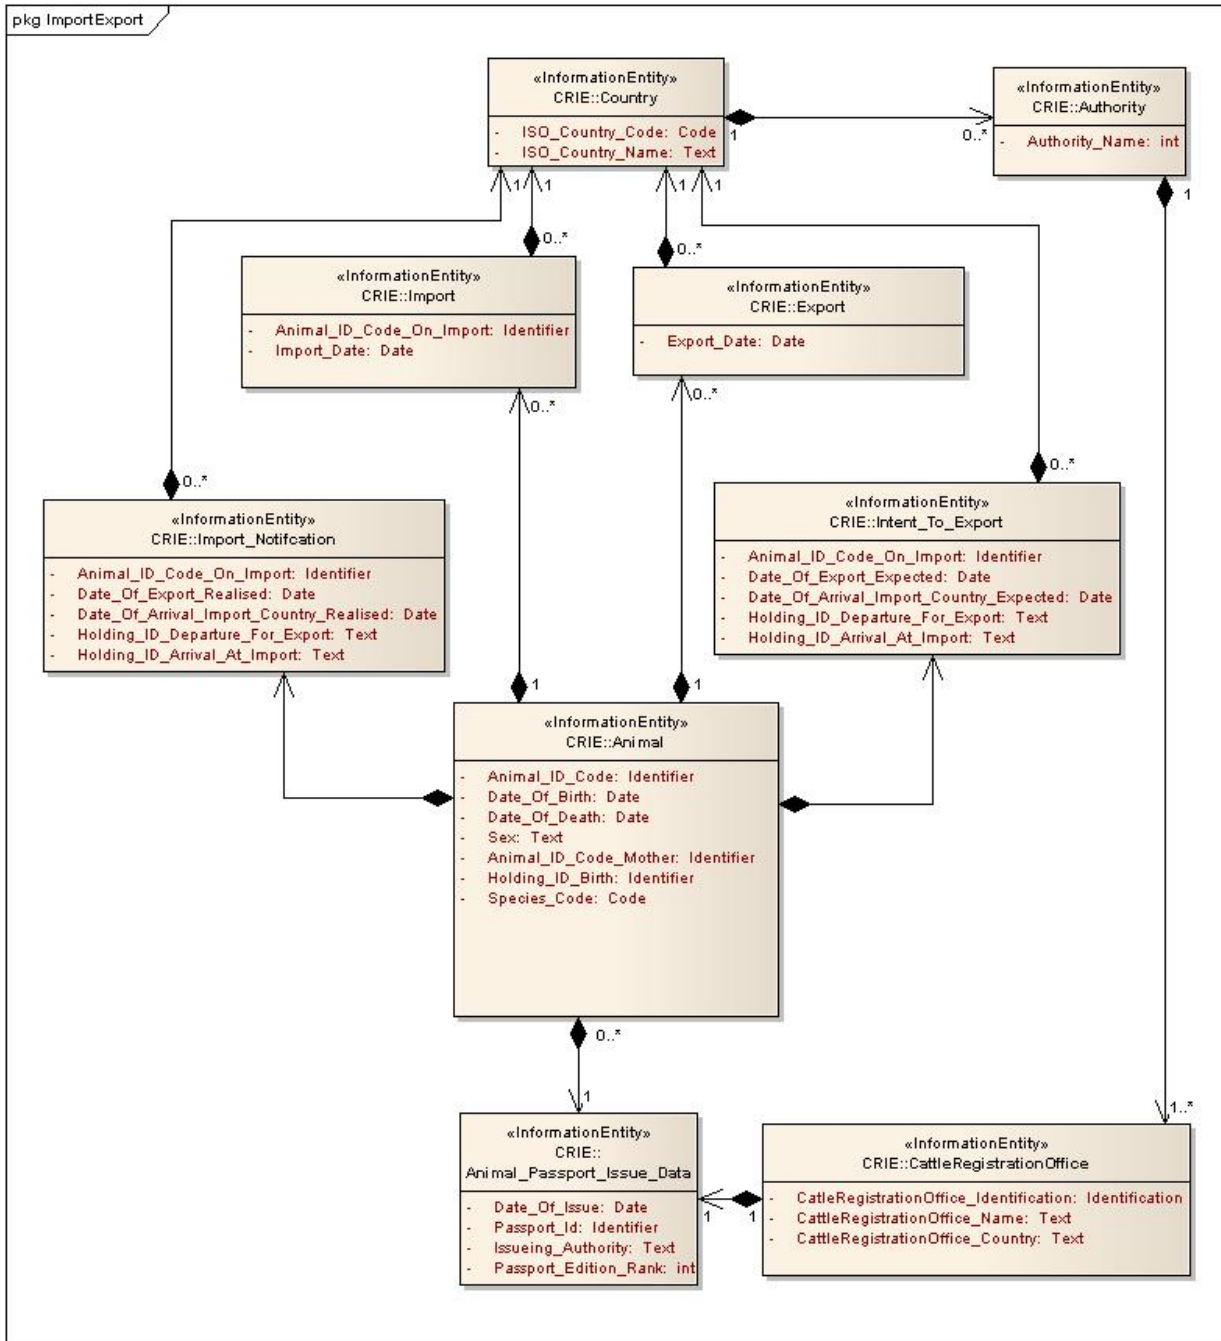 pkg ImportExport
«InformationEntity»
CRIE::Country
- ISO_Country_Code: Code
- ISO_Country_Name: Text
«InformationEntity»
CRIE::Authority
- Authority_Name: int
1
0..*
1
1
1
1
1
0..*
0..*
«InformationEntity»
CRIE::Import
- Animal_ID_Code_On_Import: Identifier
- Import_Date: Date
«InformationEntity»
CRIE::Export
- Export_Date: Date
0..*
0..*
0..*
0..*
«InformationEntity»
CRIE::Import_Notifcation
- Animal_ID_Code_On_Import: Identifier
- Date_Of_Export_Realised: Date
- Date_Of_Arrival_Import_Country_Realised: Date
- Holding_ID_Departure_For_Export: Text
- Holding_ID_Arrival_At_Import: Text
«InformationEntity»
CRIE::Intent_To_Export
- Animal_ID_Code_On_Import: Identifier
- Date_Of_Export_Expected: Date
- Date_Of_Arrival_Import_Country_Expected: Date
- Holding_ID_Departure_For_Export: Text
- Holding_ID_Arrival_At_Import: Text
1
1
«InformationEntity»
CRIE::Animal
- Animal_ID_Code: Identifier
- Date_Of_Birth: Date
- Date_Of_Death: Date
- Sex: Text
- Animal_ID_Code_Mother: Identifier
- Holding_ID_Birth: Identifier
- Species_Code: Code
0..*
1
1..*
«InformationEntity»
CRIE::
Animal_Passport_Issue_Data
- Date_Of_Issue: Date
- Passport_Id: Identifier
- Issueing_Authority: Text
- Passport_Edition_Rank: int
1
1
«InformationEntity»
CRIE::CattleRegistrationOffice
- CatleRegistrationOffice_Identification: Identification
- CattleRegistrationOffice_Name: Text
- CattleRegistrationOffice_Country: Text